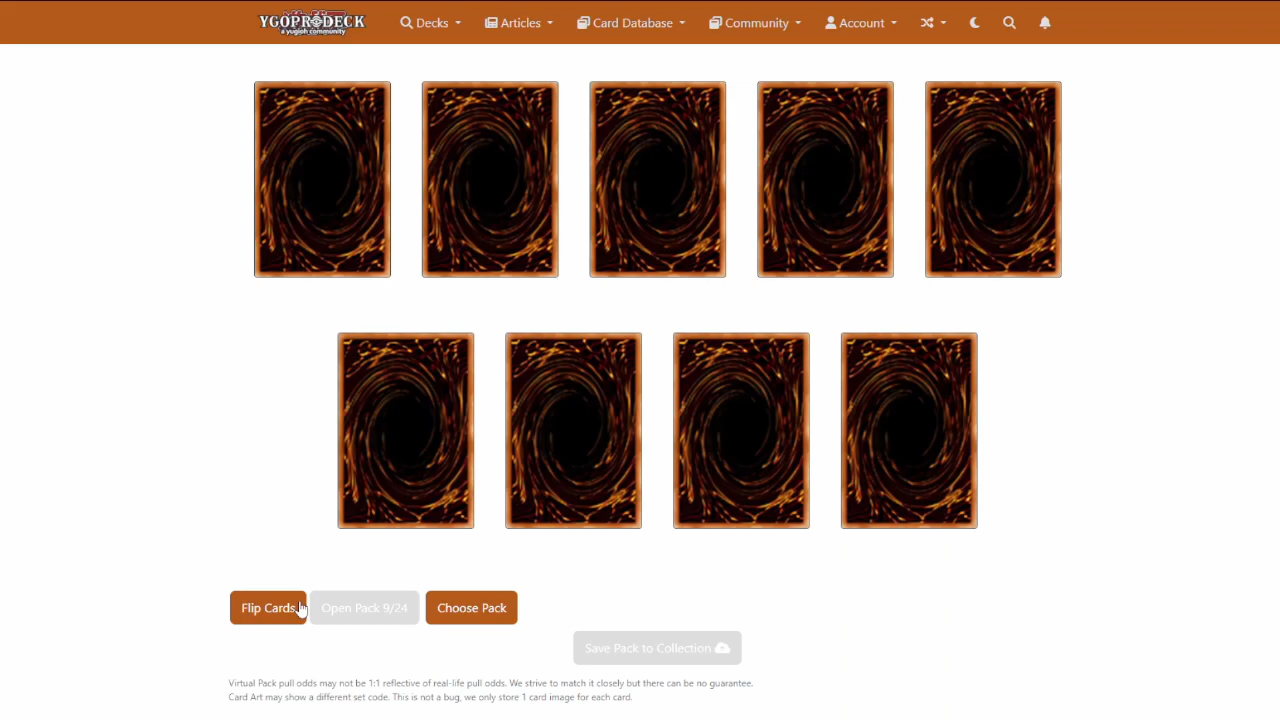 YGOPRODECK
a yugioh community
Decks
Articles
Card Database
Community
Account
Flip Cards
Open Pack 9/24
Choose Pack
Save Pack to Collection
Virtual Pack pull odds may not be 1:1 reflective of real-life pull odds. We strive to match it closely but there can be no guarantee.
Card Art may show a different set code. This is not a bug, we only store 1 card image for each card.